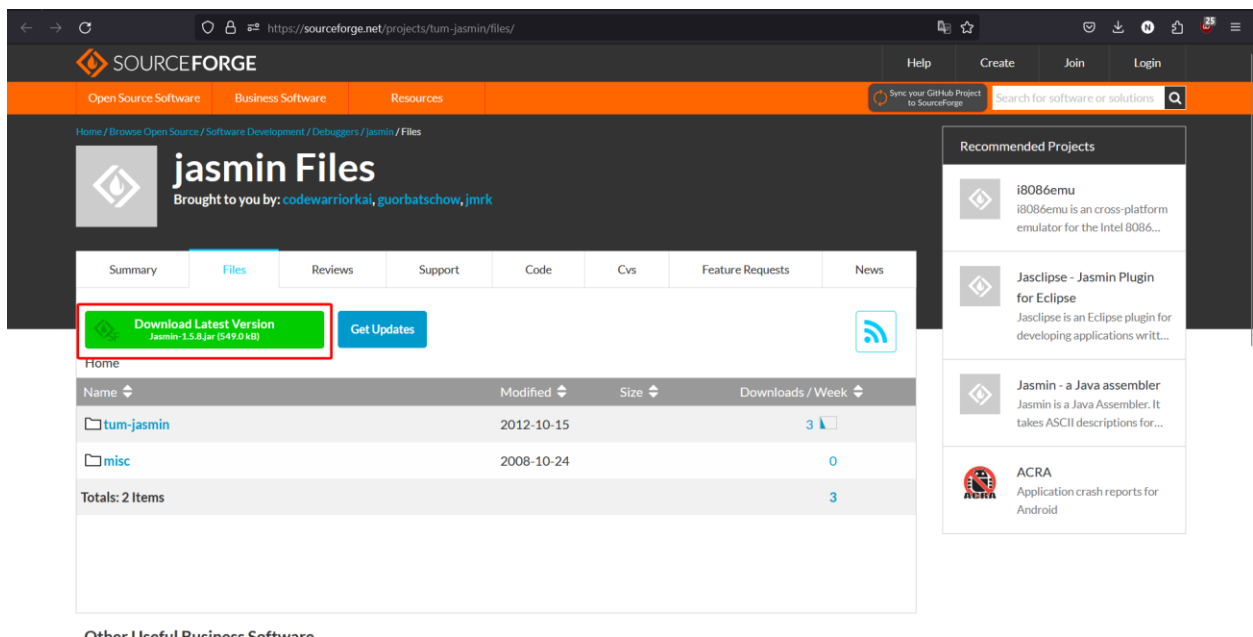 https://sourceforge.net/projects/tum-jasmin/files/
N
25
SOURCEFORGE
Help
Create
Join
Login
Open Source Software
Business Software
Resources
Sync your GitHub Project
to SourceForge
Search for software or solutions
Home / Browse Open Source / Software Development / Debuggers / jasmin / Files
jasmin Files
Brought to you by: codewarriorkai, guorbatschow, jmrk
Summary
Files
Reviews
Support
Code
Cvs
Feature Requests
News
Download Latest Version
Jasmin-1.5.8.jar (549.0 kB)
Get Updates
Home
Name
Modified
Size
Downloads / Week
tum-jasmin
2012-10-15
3
misc
2008-10-24
0
Totals: 2 Items
3
Recommended Projects
i8086emu
i8086emu is an cross-platform
emulator for the Intel 8086...
Jasclipse - Jasmin Plugin
for Eclipse
Jasclipse is an Eclipse plugin for
developing applications writt...
Jasmin - a Java assembler
Jasmin is a Java Assembler. It
takes ASCII descriptions for...
ACRA
ACRA
Application crash reports for
Android
Other Useful Business Software